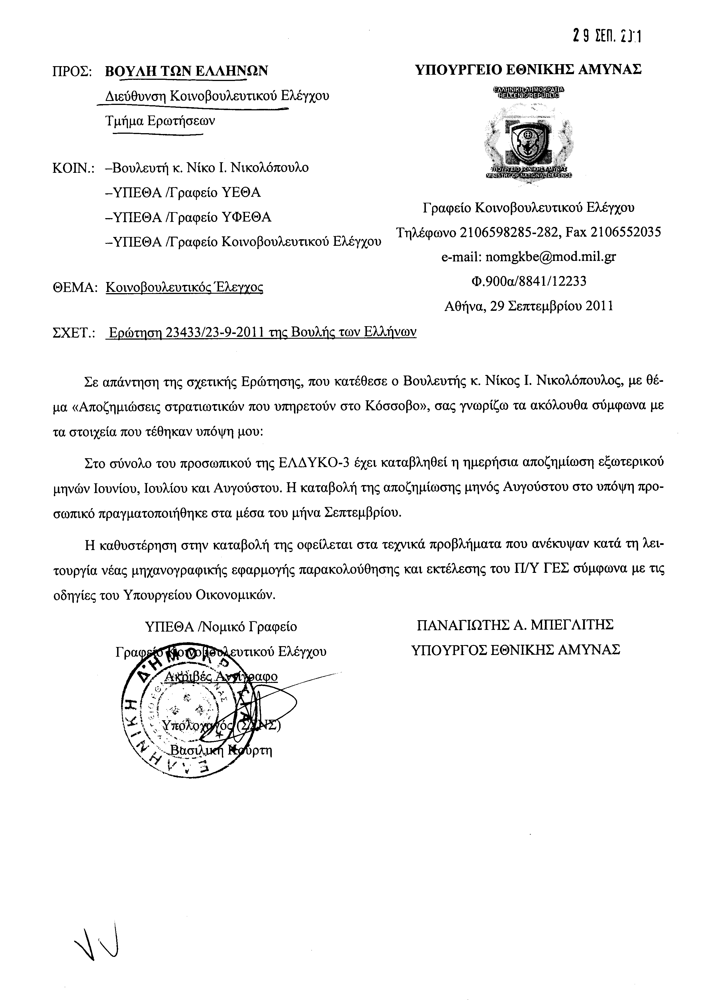 29 ΣΕΠ.
ΠΡΟΣ: ΒΟΥΛΗ ΤΩΝ ΕΛΛΗΝΩΝ
Διεύθυνση Κοινοβουλευτικού Ελέγχου
Τμήμα Ερωτήσεων
ΚΟΙΝ.: –Βουλευτή κ. Νίκο Ι. Νικολόπουλο
–ΥΠΕΘΑ /Γραφείο ΥΕΘΑ
–ΥΠΕΘΑ /Γραφείο ΥΦΕΘΑ
–ΥΠΕΘΑ /Γραφείο Κοινοβουλευτικού Ελέγχου
ΘΕΜΑ: Κοινοβουλευτικός Έλεγχος
ΥΠΟΥΡΓΕΙΟ ΕΘΝΙΚΗΣ ΑΜΥΝΑΣ
ΕΛΛΗΝΙΚΗ ΔΗΜΟΚΡΑΤΙΑ
HELLENIC REPUBLIC
ΥΠΟΥΡΓΕΙΟ ΕΘΝΙΚΗΣ ΑΜΥΝΑΣ
MINISTRY OF NATIONAL DEFENCE
Γραφείο Κοινοβουλευτικού Ελέγχου
Τηλέφωνο 2106598285-282, Fax 2106552035
e-mail: nomgkbe@mod.mil.gr
Φ.900α/8841/12233
Αθήνα, 29 Σεπτεμβρίου 2011
ΣΧΕΤ.: Ερώτηση 23433/23-9-2011 της Βουλής των Ελλήνων
Σε απάντηση της σχετικής Ερώτησης, που κατέθεσε ο Βουλευτής κ. Νίκος Ι. Νικολόπουλος, με θέ-
μα «Αποζημιώσεις στρατιωτικών που υπηρετούν στο Κόσσοβο», σας γνωρίζω τα ακόλουθα σύμφωνα με
τα στοιχεία που τέθηκαν υπόψη μου:
Στο σύνολο του προσωπικού της ΕΛΔΥΚΟ-3 έχει καταβληθεί η ημερήσια αποζημίωση εξωτερικού
μηνών Ιουνίου, Ιουλίου και Αυγούστου. Η καταβολή της αποζημίωσης μηνός Αυγούστου στο υπόψη προ-
σωπικό πραγματοποιήθηκε στα μέσα του μήνα Σεπτεμβρίου.
Η καθυστέρηση στην καταβολή της οφείλεται στα τεχνικά προβλήματα που ανέκυψαν κατά τη λει-
τουργία νέας μηχανογραφικής εφαρμογής παρακολούθησης και εκτέλεσης του Π/Υ ΓΕΣ σύμφωνα με τις
οδηγίες του Υπουργείου Οικονομικών.
ΥΠΕΘΑ /Νομικό Γραφείο
Γραφείο Κοινοβουλευτικού Ελέγχου
Ακριβές Αντίγραφο
Υπολοχαγός (ΣΣΝΣ)
Βασιλική Κούρτη
ΕΛΛΗΝΙΚΗ ΔΗΜΟΚΡΑΤΙΑ
ΠΑΝΑΓΙΩΤΗΣ Α. ΜΠΕΓΛΙΤΗΣ
ΥΠΟΥΡΓΟΣ ΕΘΝΙΚΗΣ ΑΜΥΝΑΣ